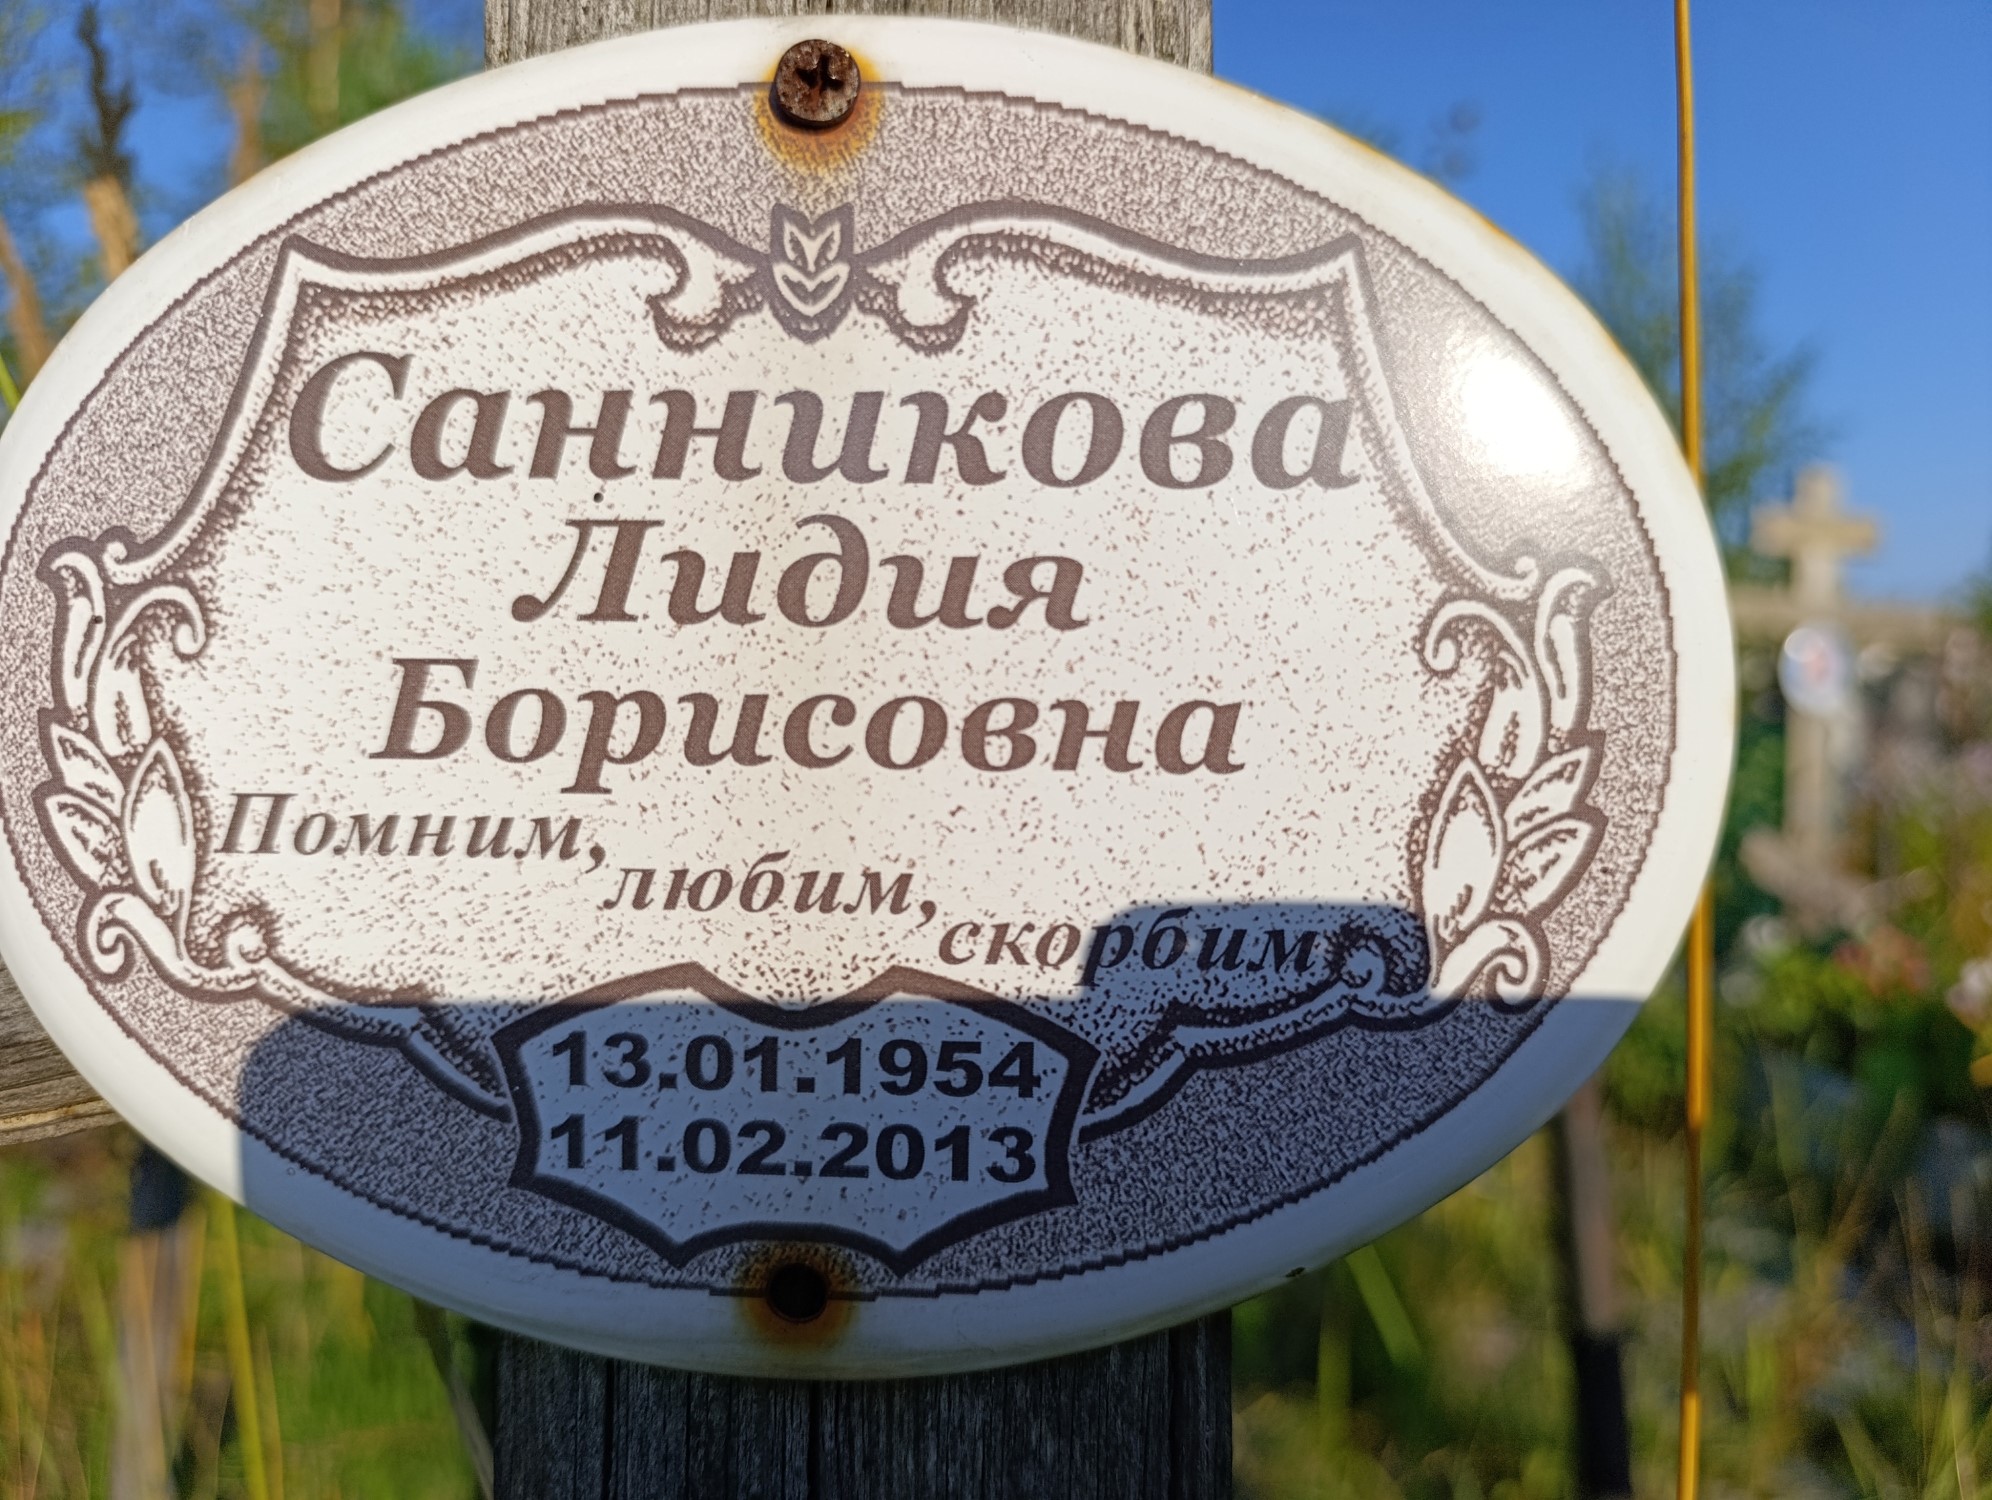 Санникова
Лидия
Борисовна
Помним, любим, скорбим
13.01.1954
11.02.2013